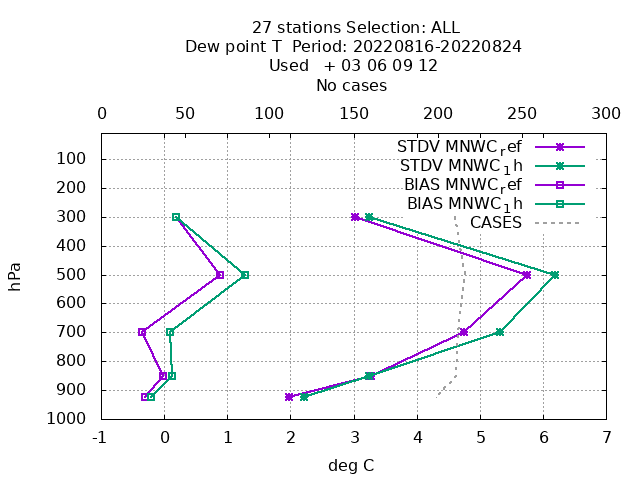 27 stations Selection: ALL
Dew point T  Period: 20220816-20220824
Used   + 03 06 09 12
No cases
0 50 100 150 200 250 300
STDV MNWC_ref
STDV MNWC_1h
BIAS MNWC_ref
BIAS MNWC_1h
CASES
100
200
300
400
500
600
700
800
900
1000
hPa
-1 0 1 2 3 4 5 6 7
deg C